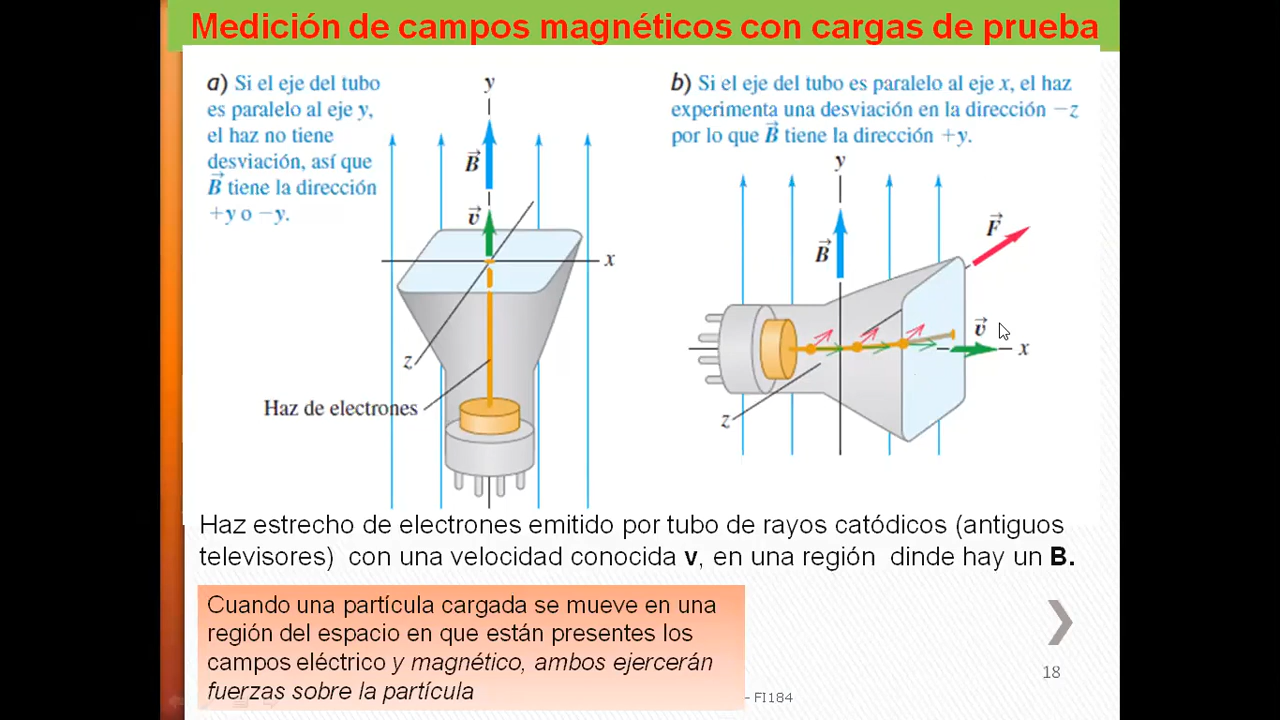 Medición de campos magnéticos con cargas de prueba
a) Si el eje del tubo
es paralelo al eje y,
el haz no tiene
desviación, así que
B⃗ tiene la dirección
+y o −y.
y
B⃗
v⃗
x
z
Haz de electrones
b) Si el eje del tubo es paralelo al eje x, el haz
experimenta una desviación en la dirección −z
por lo que B⃗ tiene la dirección +y.
y
F⃗
B⃗
v⃗
x
z
Haz estrecho de electrones emitido por tubo de rayos catódicos (antiguos
televisores) con una velocidad conocida v, en una región dinde hay un B.
Cuando una partícula cargada se mueve en una
región del espacio en que están presentes los
campos eléctrico y magnético, ambos ejercerán
fuerzas sobre la partícula
18
- FI184